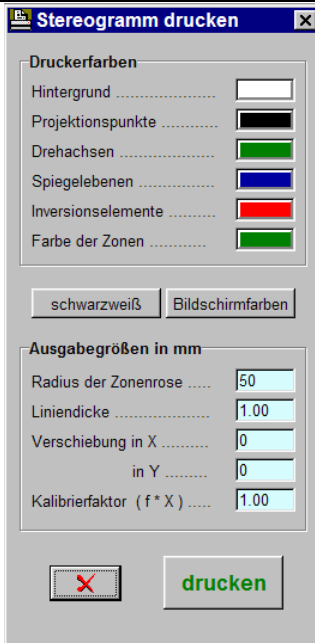 Stereogramm drucken
Druckerfarben
Hintergrund .....................
Projektionspunkte ............
Drehachsen ....................
Spiegelebenen ................
Inversionselemente ........
Farbe der Zonen ............
schwarzweiß Bildschirmfarben
Ausgabegrößen in mm
Radius der Zonenrose ..... 50
Liniendicke .................... 1.00
Verschiebung in X .......... 0
in Y ......... 0
Kalibrierfaktor ( f * X ) ..... 1.00
drucken